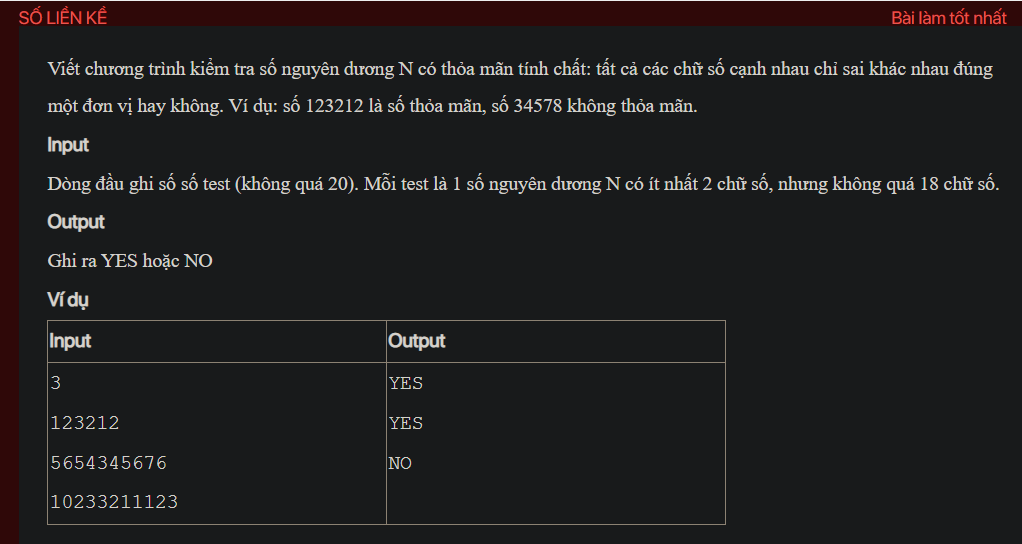 SỐ LIỀN KỀ Bài làm tốt nhất
Viết chương trình kiểm tra số nguyên dương N có thỏa mãn tính chất: tất cả các chữ số cạnh nhau chỉ sai khác nhau đúng
một đơn vị hay không. Ví dụ: số 123212 là số thỏa mãn, số 34578 không thỏa mãn.
Input
Dòng đầu ghi số số test (không quá 20). Mỗi test là 1 số nguyên dương N có ít nhất 2 chữ số, nhưng không quá 18 chữ số.
Output
Ghi ra YES hoặc NO
Ví dụ
Input Output
3 YES
123212 YES
5654345676 NO
10233211123